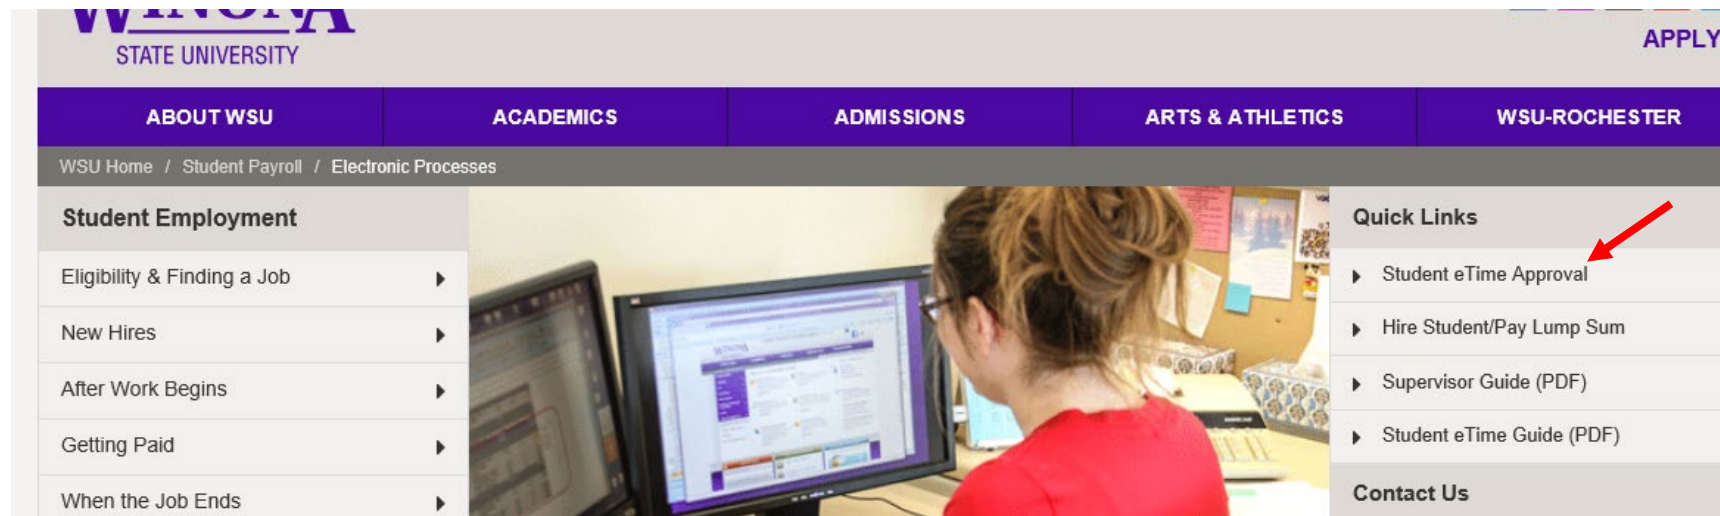 WINONA
STATE UNIVERSITY
APPLY
ABOUT WSU
ACADEMICS
ADMISSIONS
ARTS & ATHLETICS
WSU-ROCHESTER
WSU Home / Student Payroll / Electronic Processes
Student Employment
Eligibility & Finding a Job
New Hires
After Work Begins
Getting Paid
When the Job Ends
WINONA
Quick Links
Student eTime Approval
Hire Student/Pay Lump Sum
Supervisor Guide (PDF)
Student eTime Guide (PDF)
Contact Us